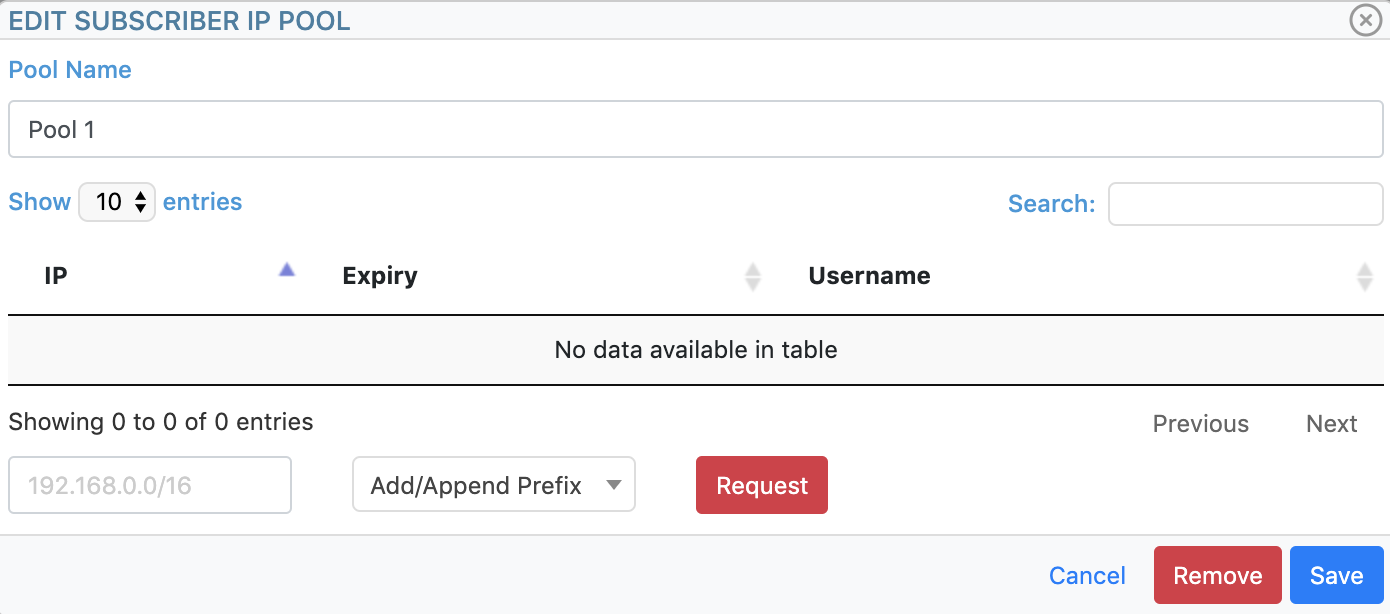 EDIT SUBSCRIBER IP POOL
Pool Name
Pool 1
Show 10 entries Search:
IP Expiry Username
No data available in table
Showing 0 to 0 of 0 entries Previous Next
192.168.0.0/16 Add/Append Prefix Request
Cancel Remove Save